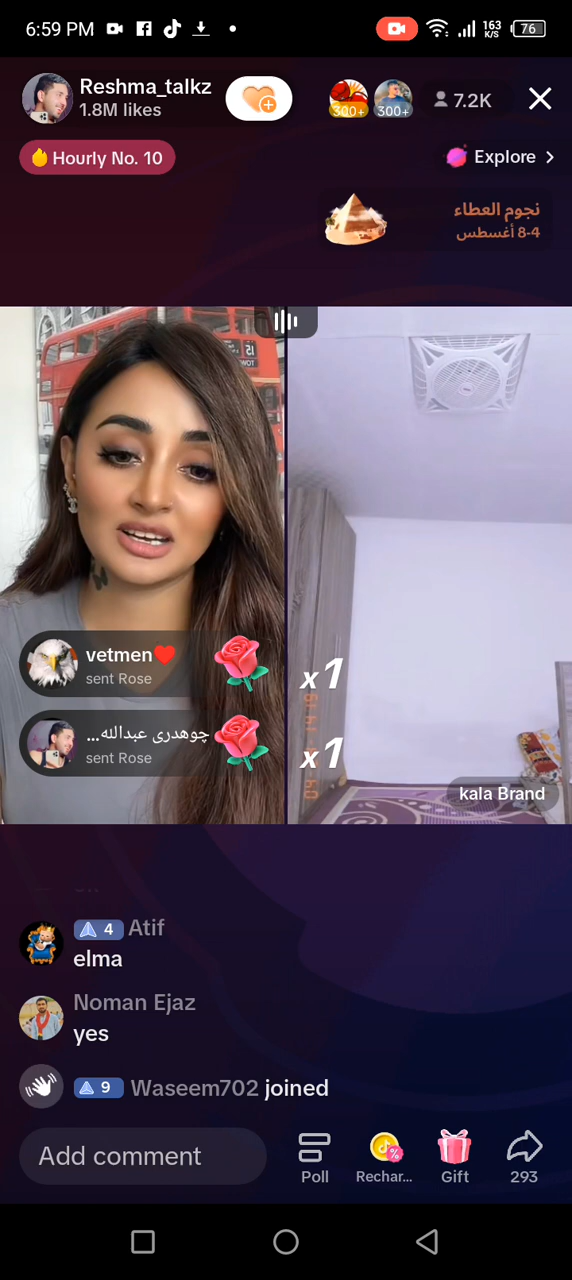 6:59 PM
163
K/S
76
Reshma_talkz
1.8M likes
300+
300+
7.2K
Hourly No. 10
Explore
نجوم العطاء
4-8 أغسطس
vetmen❤️
sent Rose
x1
چوهدری عبدالله...
sent Rose
x1
kala Brand
4 Atif
elma
Noman Ejaz
yes
9 Waseem702 joined
Add comment
Poll
Rechar...
Gift
293